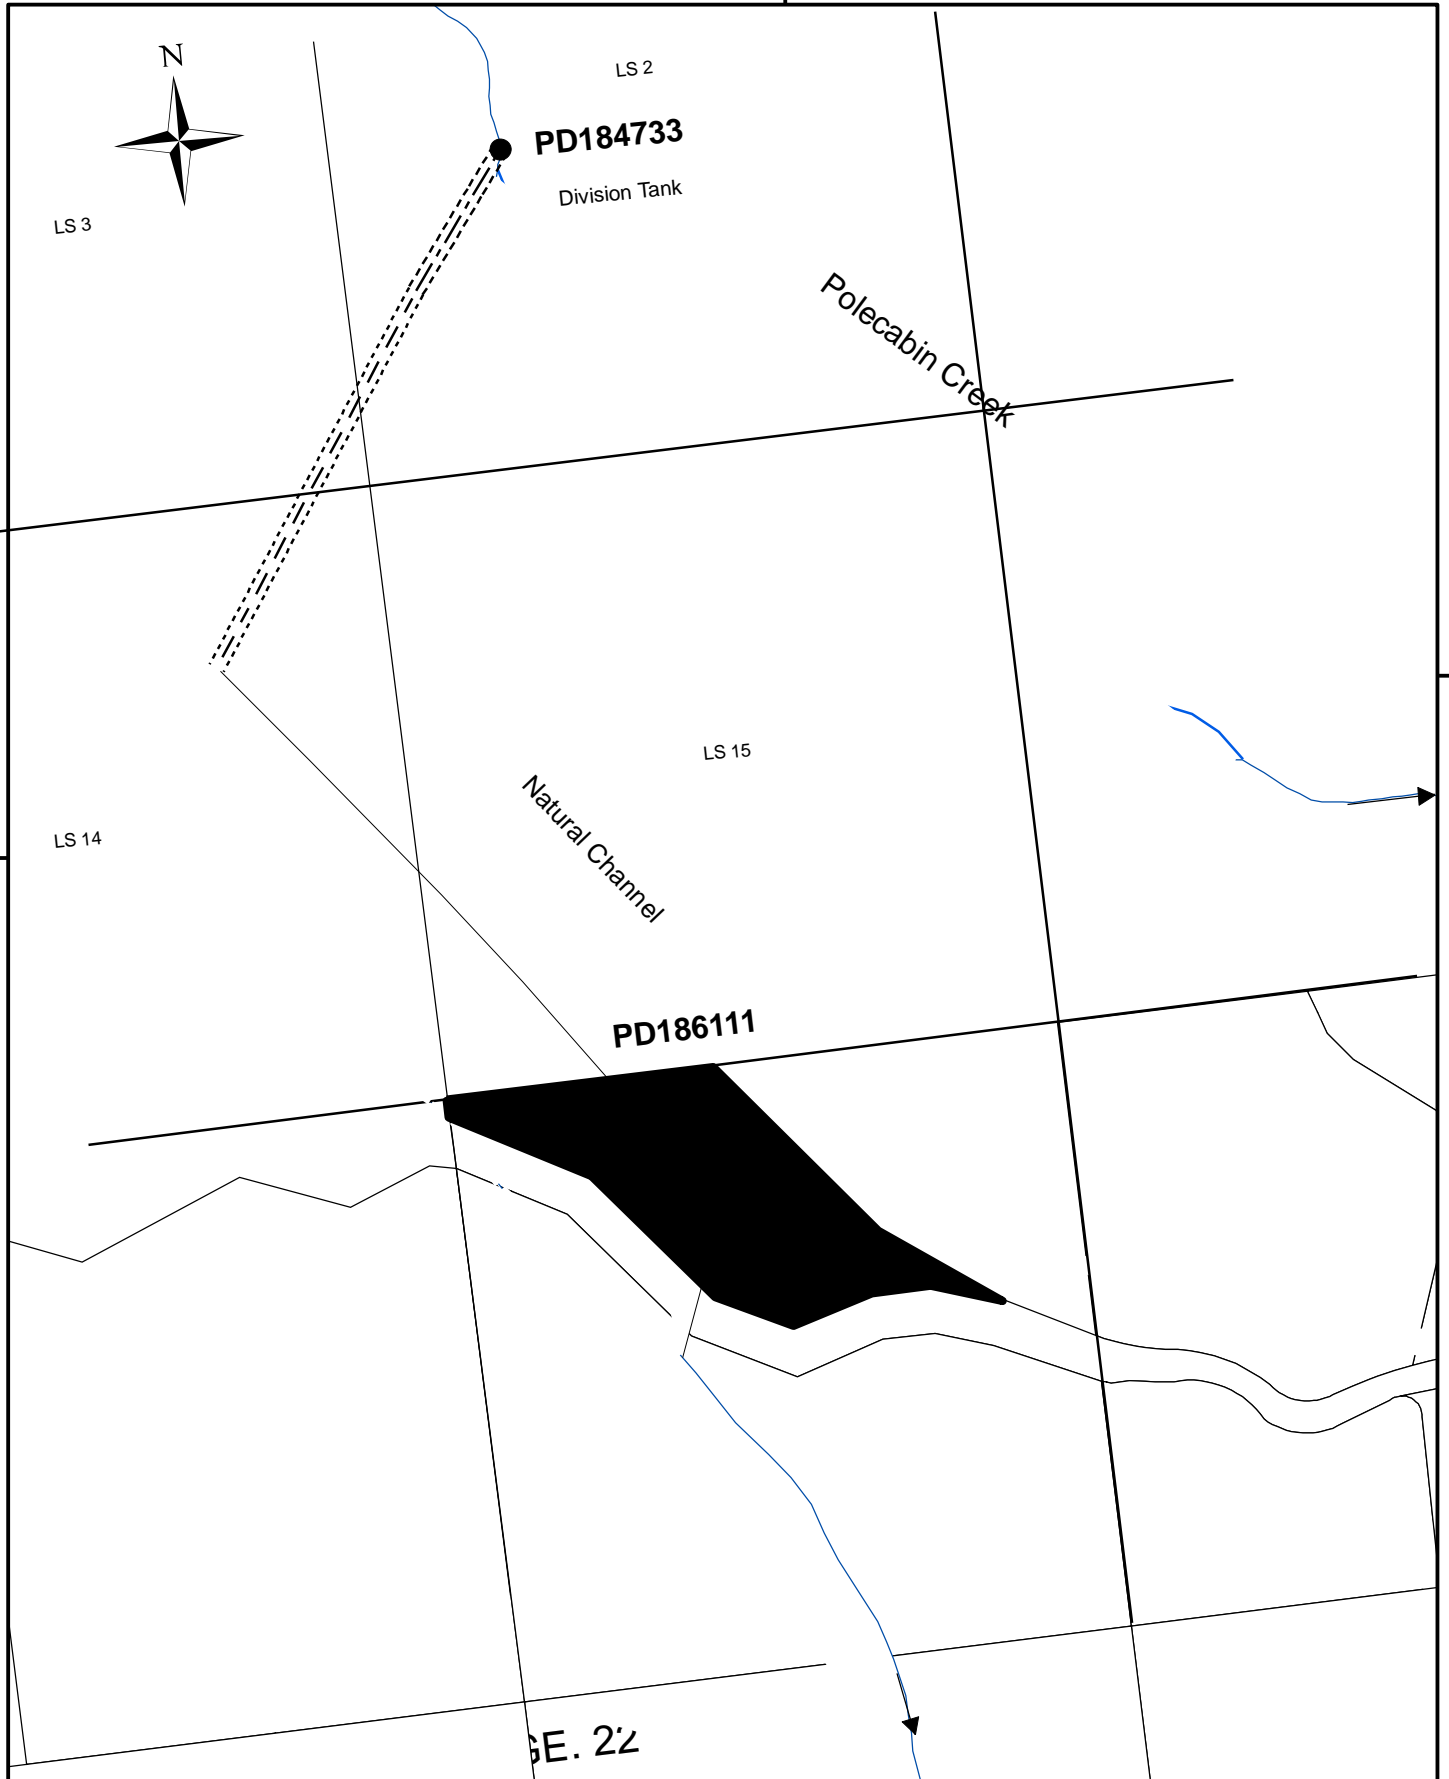 N
LS 2
PD184733
Division Tank
LS 3
Polecabin Creek
LS 15
Natural Channel
LS 14
PD186111
GE. 22